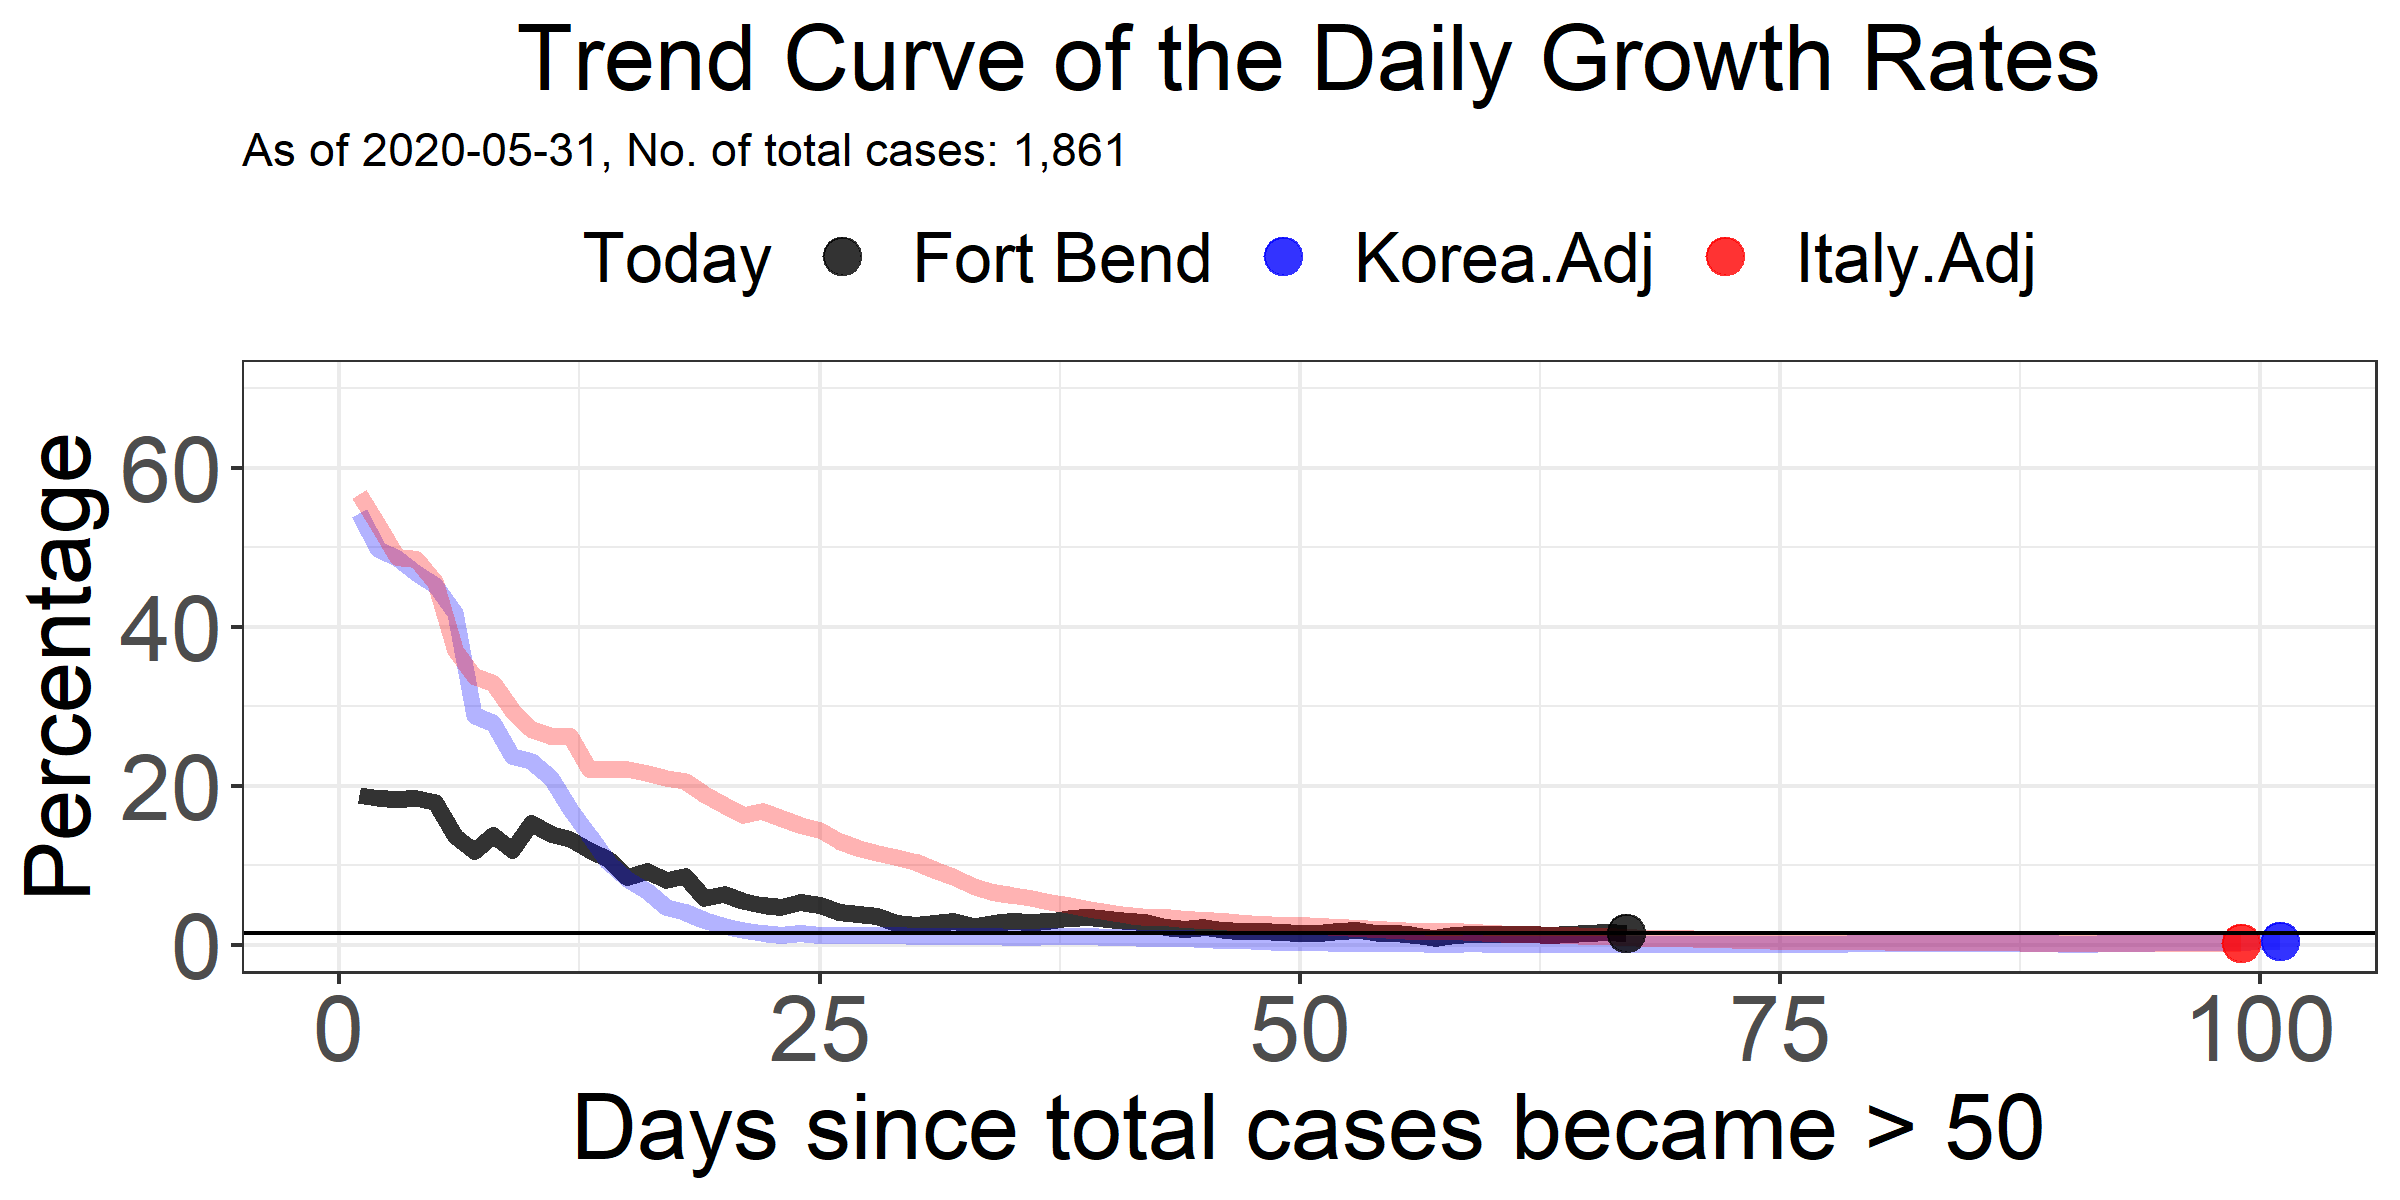 Trend Curve of the Daily Growth Rates
As of 2020-05-31, No. of total cases: 1,861
Today Fort Bend Korea.Adj Italy.Adj
Percentage
60
40
20
0
0 25 50 75 100
Days since total cases became > 50